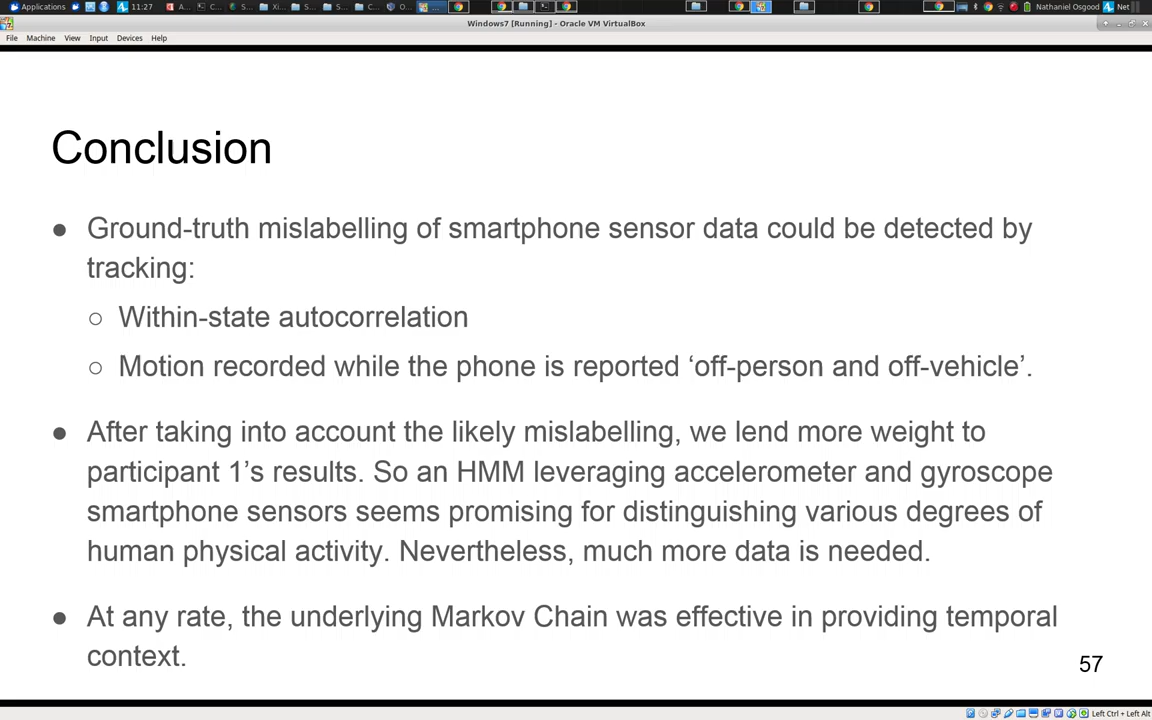 Applications 11:27 A... C... S... Xi... S... S... C... O... ... Nathaniel Osgood Net
Windows7 [Running] - Oracle VM VirtualBox
File Machine View Input Devices Help
Conclusion
● Ground-truth mislabelling of smartphone sensor data could be detected by
tracking:
○ Within-state autocorrelation
○ Motion recorded while the phone is reported ‘off-person and off-vehicle’.
● After taking into account the likely mislabelling, we lend more weight to
participant 1’s results. So an HMM leveraging accelerometer and gyroscope
smartphone sensors seems promising for distinguishing various degrees of
human physical activity. Nevertheless, much more data is needed.
● At any rate, the underlying Markov Chain was effective in providing temporal
context.
57
Left Ctrl + Left Alt